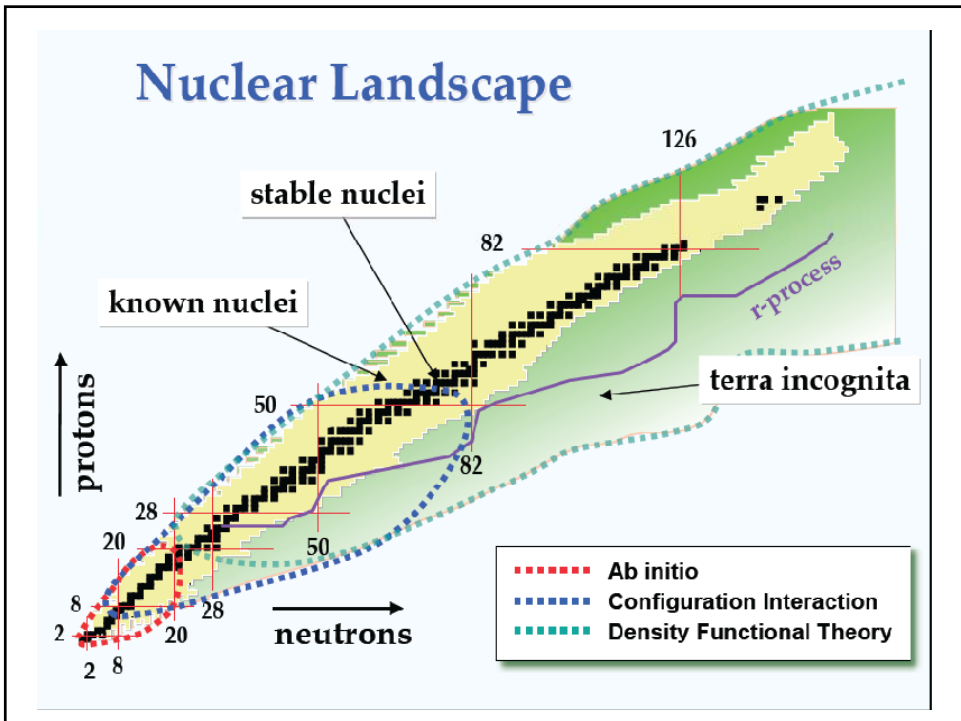 Nuclear Landscape
126
stable nuclei
82
known nuclei
r-process
terra incognita
50
82
protons
28
50
20
8
28
2
20
neutrons
2
8
Ab initio
Configuration Interaction
Density Functional Theory